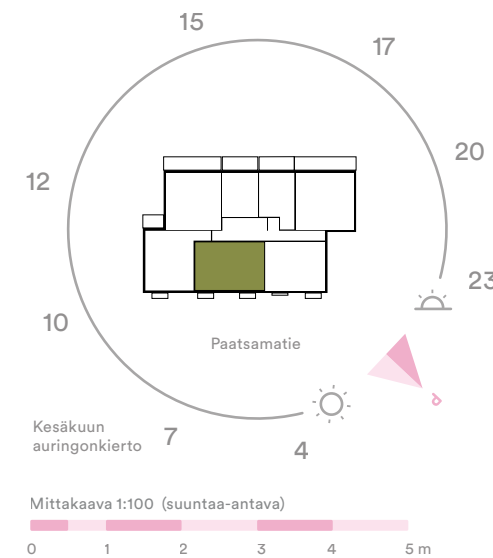 15
17
20
12
23
10
Paatsamatie
P
Kesäkuun
auringonkierto
7
4
Mittakaava 1:100 (suuntaa-antava)
0 1 2 3 4 5 m